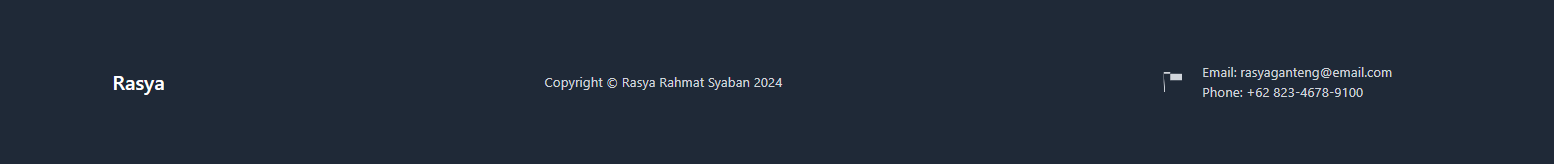 Rasya
Copyright © Rasya Rahmat Syaban 2024
Email: rasyaganteng@email.com
Phone: +62 823-4678-9100